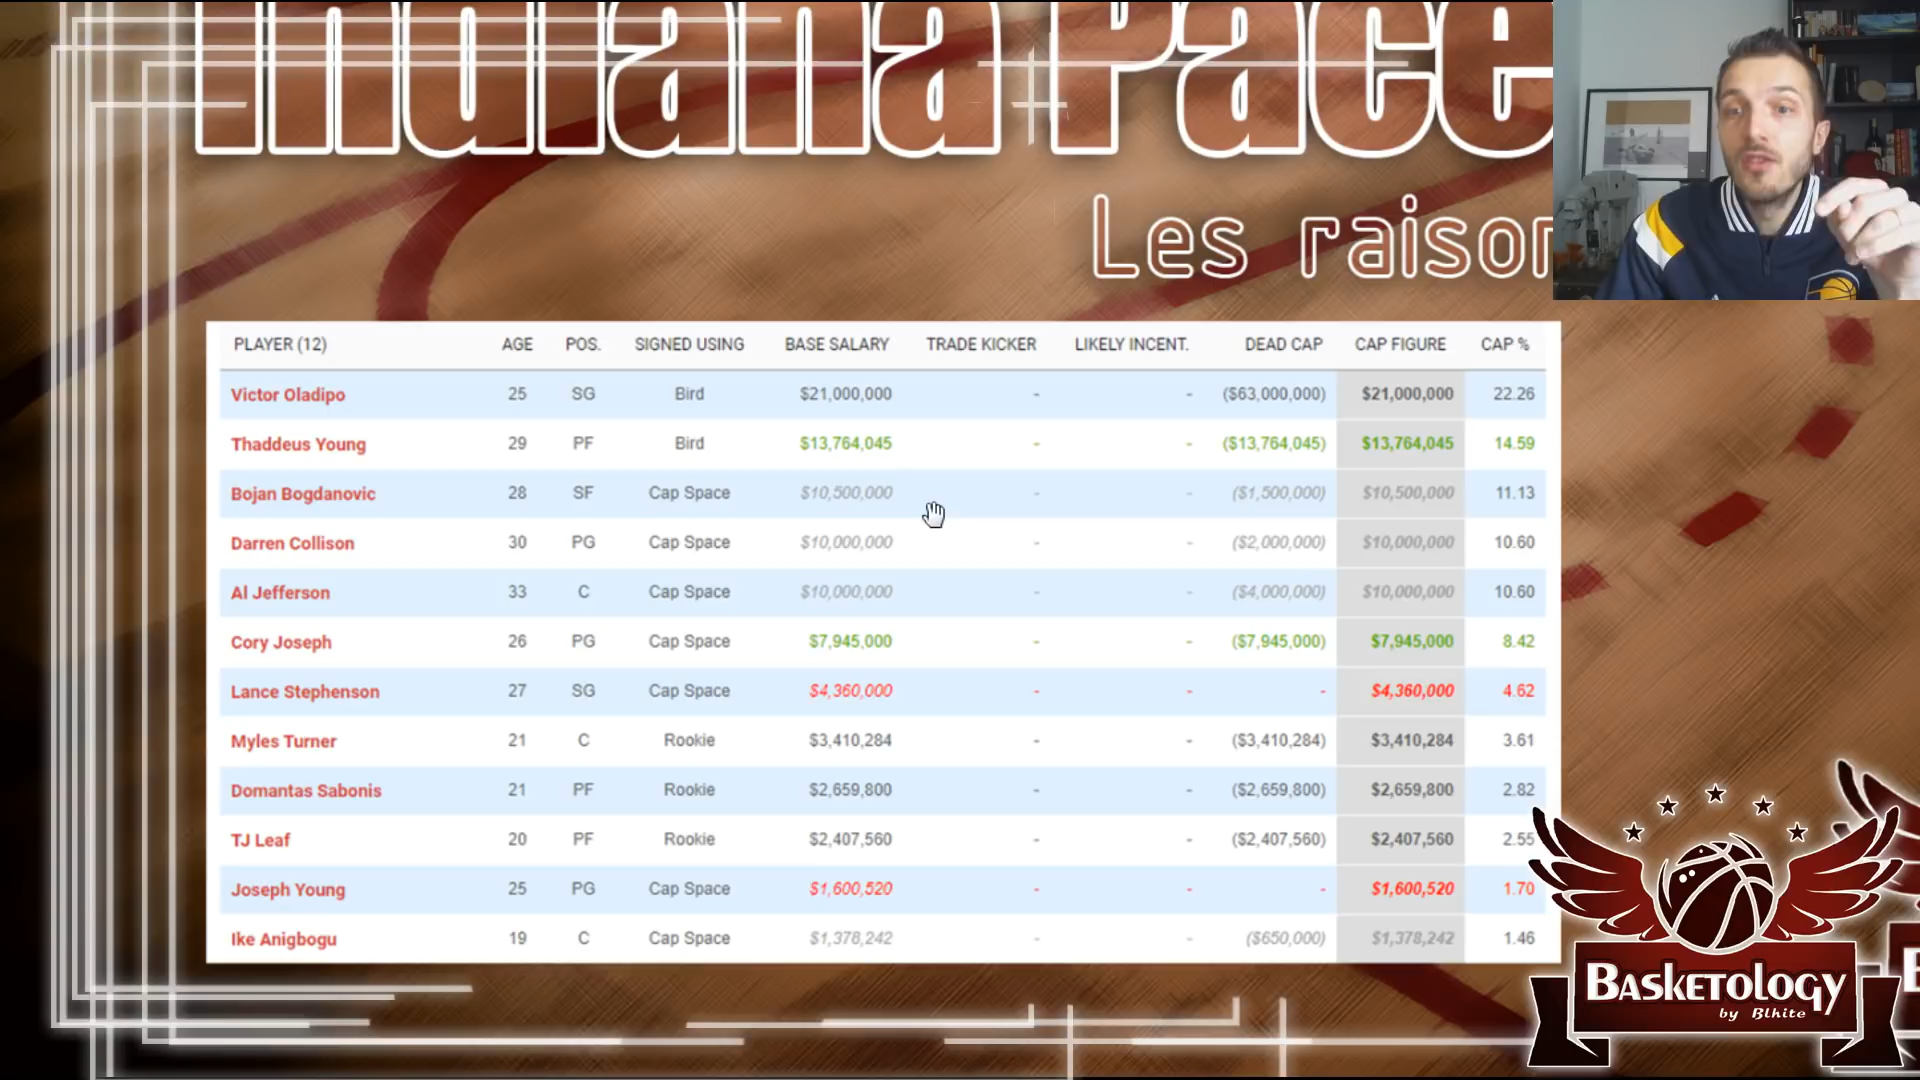 Indiana Pace
Les raison
PLAYER (12) AGE POS. SIGNED USING BASE SALARY TRADE KICKER LIKELY INCENT. DEAD CAP CAP FIGURE CAP %
Victor Oladipo 25 SG Bird $21,000,000 - - ($63,000,000) $21,000,000 22.26
Thaddeus Young 29 PF Bird $13,764,045 - - ($13,764,045) $13,764,045 14.59
Bojan Bogdanovic 28 SF Cap Space $10,500,000 - - ($1,500,000) $10,500,000 11.13
Darren Collison 30 PG Cap Space $10,000,000 - - ($2,000,000) $10,000,000 10.60
Al Jefferson 33 C Cap Space $10,000,000 - - ($4,000,000) $10,000,000 10.60
Cory Joseph 26 PG Cap Space $7,945,000 - - ($7,945,000) $7,945,000 8.42
Lance Stephenson 27 SG Cap Space $4,360,000 - - - $4,360,000 4.62
Myles Turner 21 C Rookie $3,410,284 - - ($3,410,284) $3,410,284 3.61
Domantas Sabonis 21 PF Rookie $2,659,800 - - ($2,659,800) $2,659,800 2.82
TJ Leaf 20 PF Rookie $2,407,560 - - ($2,407,560) $2,407,560 2.55
Joseph Young 25 PG Cap Space $1,600,520 - - - $1,600,520 1.70
Ike Anigbogu 19 C Cap Space $1,378,242 - - ($650,000) $1,378,242 1.46
Basketology
by Blhite